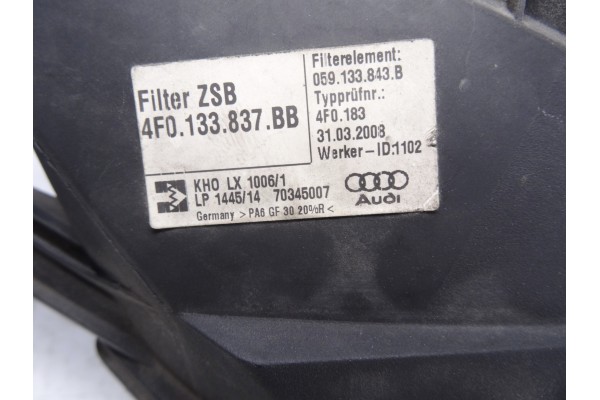 Filter ZSB
4F0.133.837.BB
Filterelement:
059.133.843.B
Typprüfnr.:
4F0.183
31.03.2008
Werker-ID:1102
KHO LX 1006/1
LP 1445/14 70345007
Germany > PA6 GF 30 20%R <
Audi